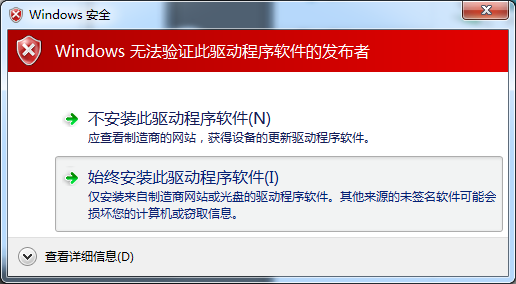 Windows 安全
Windows 无法验证此驱动程序软件的发布者
不安装此驱动程序软件(N)
应查看制造商的网站，获得设备的更新驱动程序软件。
始终安装此驱动程序软件(I)
仅安装来自制造商网站或光盘的驱动程序软件。其他来源的未签名软件可能会
损坏您的计算机或窃取信息。
查看详细信息(D)